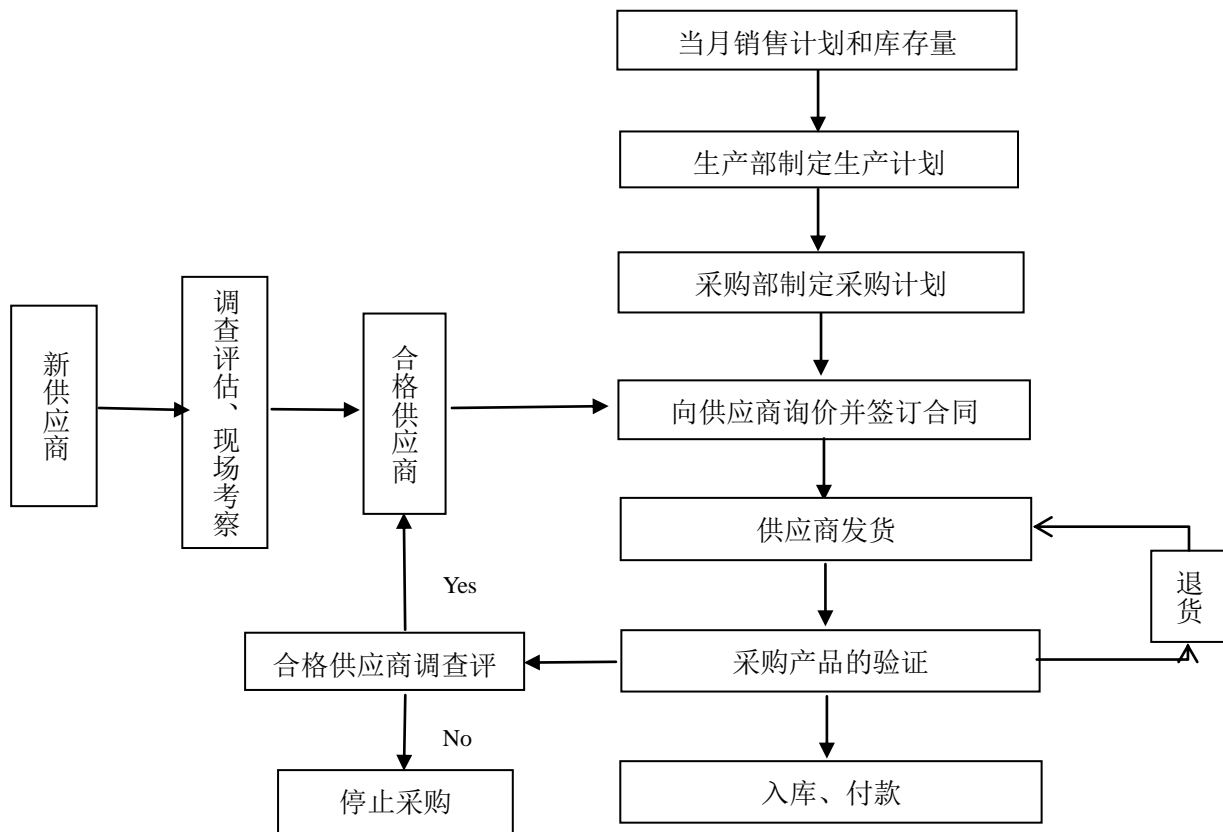 当月销售计划和库存量
生产部制定生产计划
采购部制定采购计划
新供应商
调查评估、现场考察
合格供应商
向供应商询价并签订合同
供应商发货
退货
Yes
合格供应商调查评
采购产品的验证
No
停止采购
入库、付款